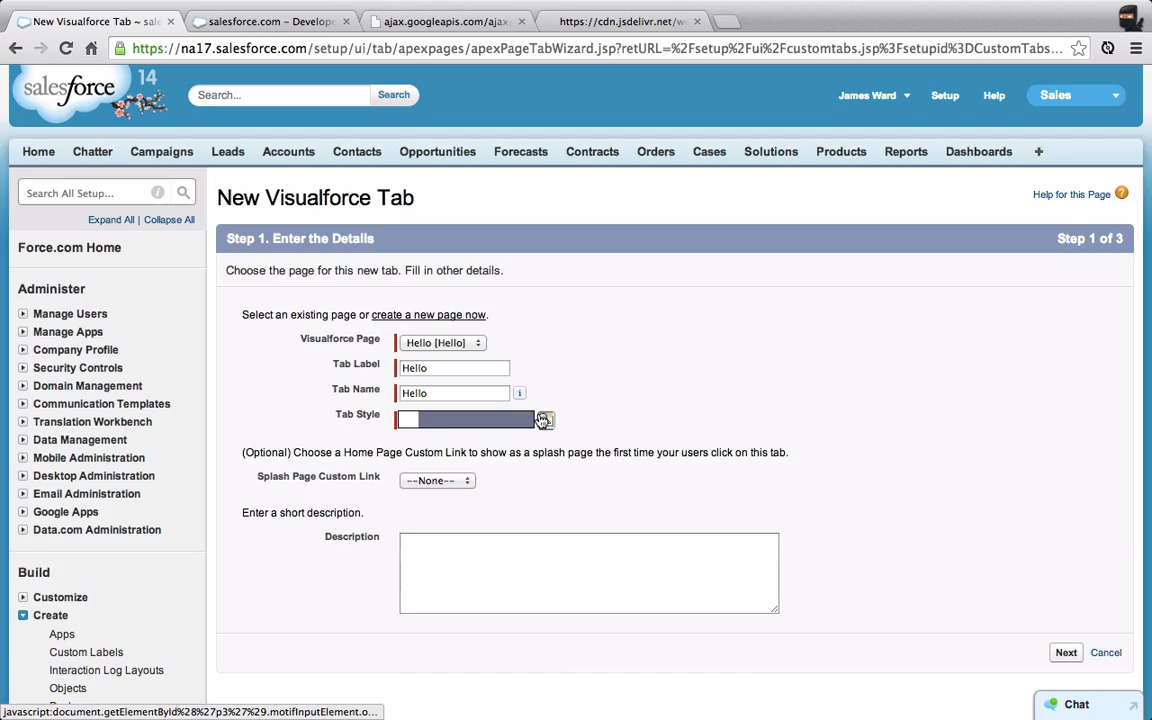 New Visualforce Tab ~ sale
salesforce.com – Develope
ajax.googleapis.com/ajax/
https://cdn.jsdelivr.net/w
https://na17.salesforce.com/setup/ui/tab/apexpages/apexPageTabWizard.jsp?retURL=%2Fsetup%2Fui%2Fcustomtabs.jsp%3Fsetupid%3DCustomTabs...
salesforce
14
Search...
Search
James Ward
Setup
Help
Sales
Home
Chatter
Campaigns
Leads
Accounts
Contacts
Opportunities
Forecasts
Contracts
Orders
Cases
Solutions
Products
Reports
Dashboards
+
Search All Setup...
Expand All | Collapse All
Force.com Home
Administer
Manage Users
Manage Apps
Company Profile
Security Controls
Domain Management
Communication Templates
Translation Workbench
Data Management
Mobile Administration
Desktop Administration
Email Administration
Google Apps
Data.com Administration
Build
Customize
Create
Apps
Custom Labels
Interaction Log Layouts
Objects
New Visualforce Tab
Help for this Page ?
Step 1. Enter the Details
Step 1 of 3
Choose the page for this new tab. Fill in other details.
Select an existing page or create a new page now.
Visualforce Page
Hello [Hello]
Tab Label
Hello
Tab Name
Hello
i
Tab Style
(Optional) Choose a Home Page Custom Link to show as a splash page the first time your users click on this tab.
Splash Page Custom Link
--None--
Enter a short description.
Description
Next
Cancel
Chat
javascript:document.getElementById%28%27p3%27%29.motifInputElement.o...